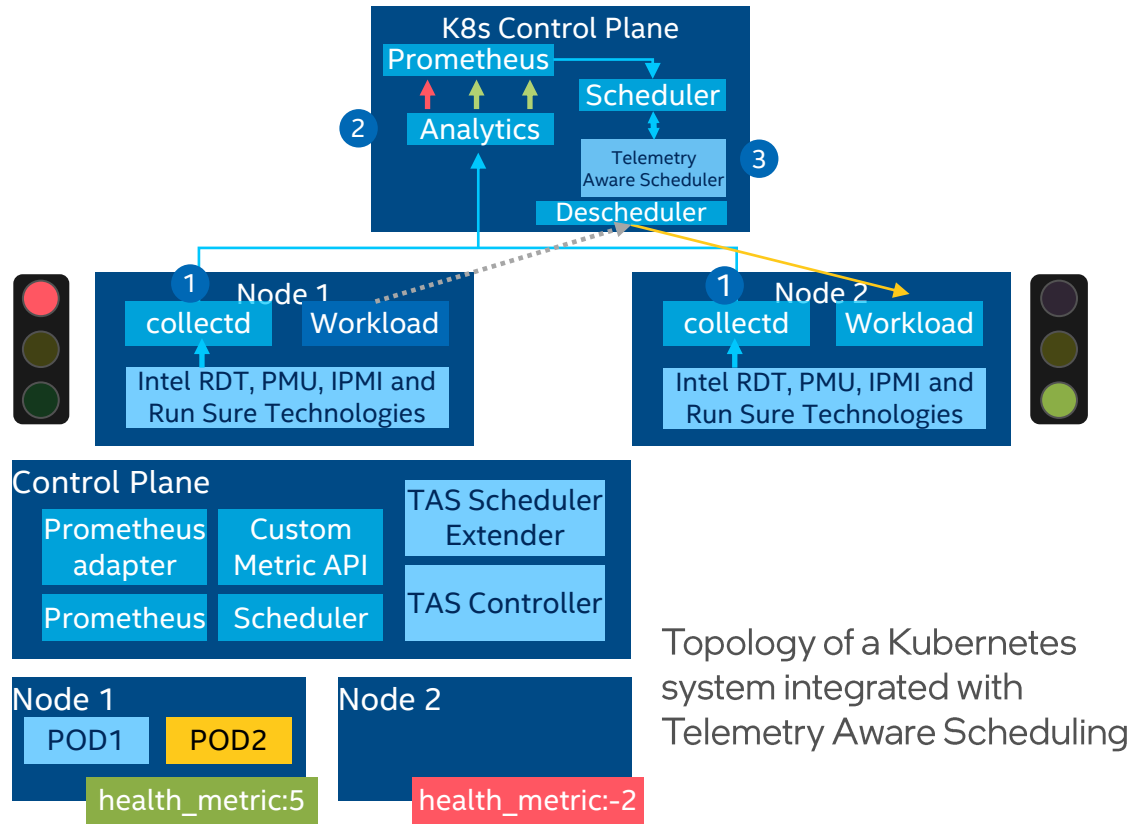 K8s Control Plane
Prometheus
Scheduler
2
Analytics
Telemetry
Aware Scheduler
3
Descheduler
1
Node 1
collectd
Workload
Intel RDT, PMU, IPMI and
Run Sure Technologies
1
Node 2
collectd
Workload
Intel RDT, PMU, IPMI and
Run Sure Technologies
Control Plane
Prometheus
adapter
Custom
Metric API
TAS Scheduler
Extender
Prometheus
Scheduler
TAS Controller
Topology of a Kubernetes
system integrated with
Telemetry Aware Scheduling
Node 1
POD1
POD2
health_metric:5
Node 2
health_metric:-2